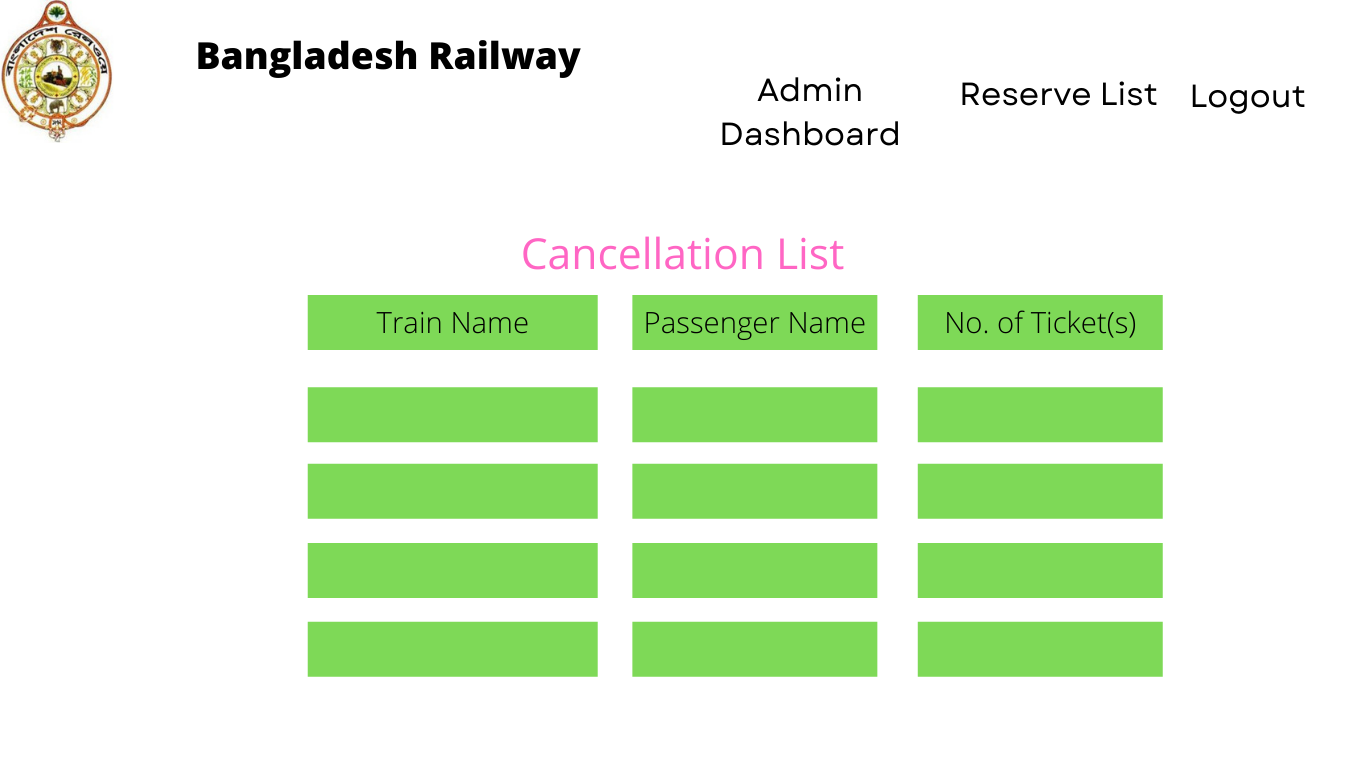 বাংলাদেশ রেলওয়ে
Bangladesh Railway
Admin
Dashboard
Reserve List
Logout
Cancellation List
Train Name
Passenger Name
No. of Ticket(s)